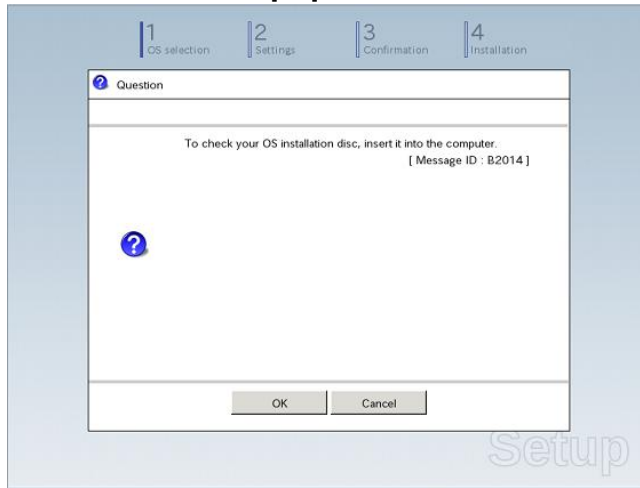 1
OS selection
2
Settings
3
Confirmation
4
Installation
Question
To check your OS installation disc, insert it into the computer.
[ Message ID : B2014 ]
OK
Cancel
Setup